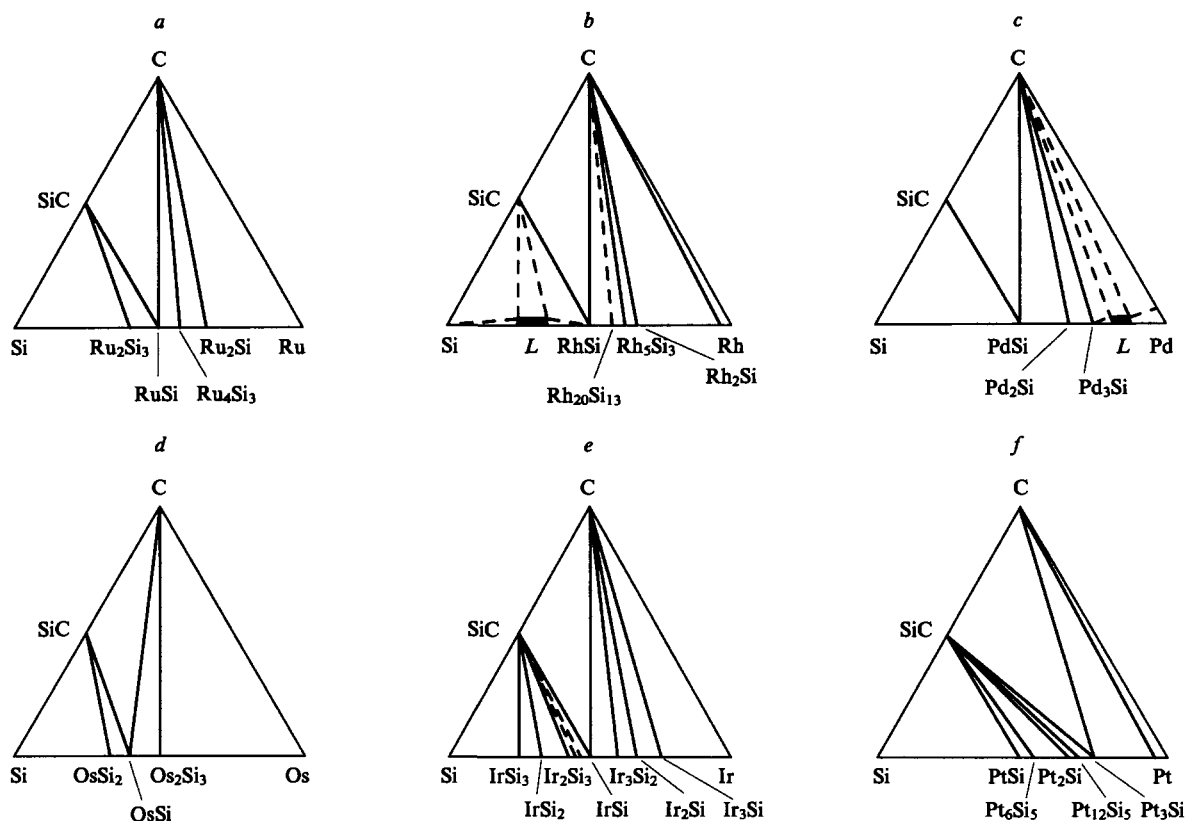 a b c
C C C
SiC SiC SiC
Si Ru₂Si₃ Ru₂Si Ru
RuSi Ru₄Si₃
Si L RhSi Rh₅Si₃ Rh
Rh₂₀Si₁₃ Rh₂Si
Si PdSi L Pd
Pd₂Si Pd₃Si
d e f
C C C
SiC SiC SiC
Si OsSi₂ Os₂Si₃ Os
OsSi
Si IrSi₃ Ir₂Si₃ Ir₃Si₂ Ir
IrSi₂ IrSi Ir₂Si Ir₃Si
Si PtSi Pt₂Si Pt
Pt₆Si₅ Pt₁₂Si₅ Pt₃Si